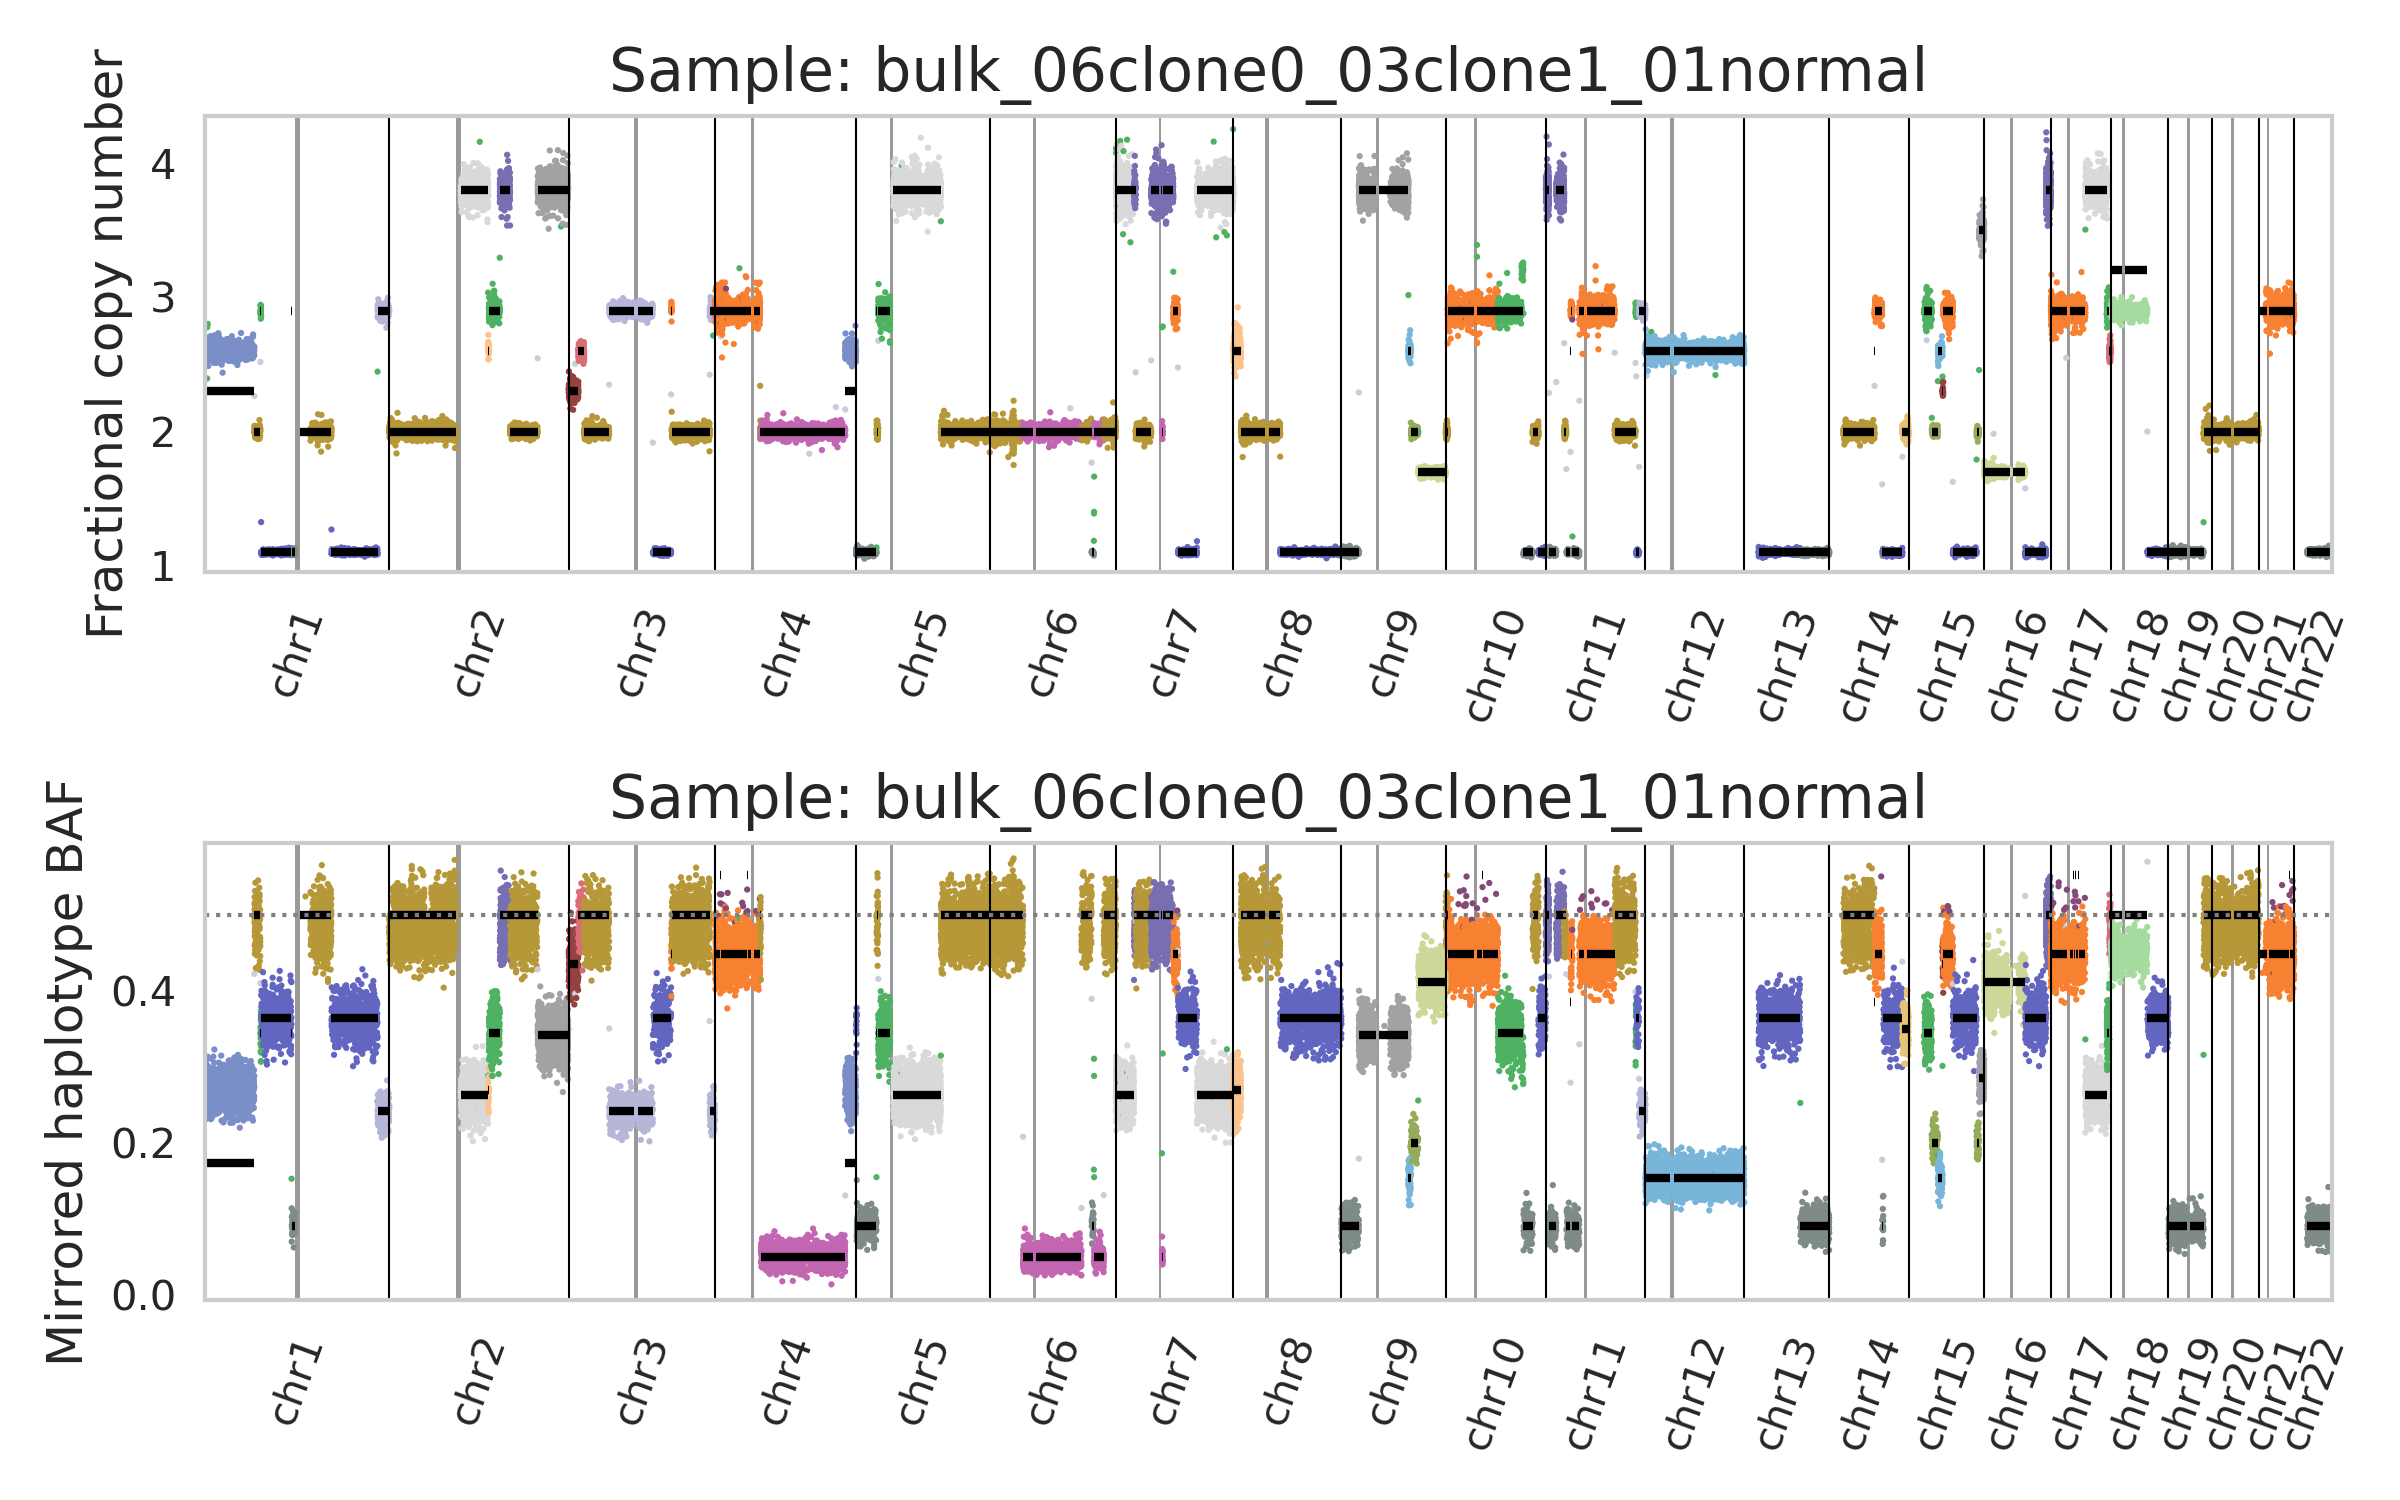 Sample: bulk_06clone0_03clone1_01normal
Fractional copy number
4
3
2
1
chr1
chr2
chr3
chr4
chr5
chr6
chr7
chr8
chr9
chr10
chr11
chr12
chr13
chr14
chr15
chr16
chr17
chr18
chr19
chr20
chr21
chr22
Sample: bulk_06clone0_03clone1_01normal
Mirrored haplotype BAF
0.4
0.2
0.0
chr1
chr2
chr3
chr4
chr5
chr6
chr7
chr8
chr9
chr10
chr11
chr12
chr13
chr14
chr15
chr16
chr17
chr18
chr19
chr20
chr21
chr22